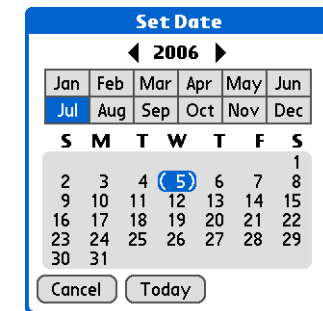 Set Date
2006
Jan Feb Mar Apr May Jun
Jul Aug Sep Oct Nov Dec
S M T W T F S
1
2 3 4 5 6 7 8
9 10 11 12 13 14 15
16 17 18 19 20 21 22
23 24 25 26 27 28 29
30 31
Cancel Today